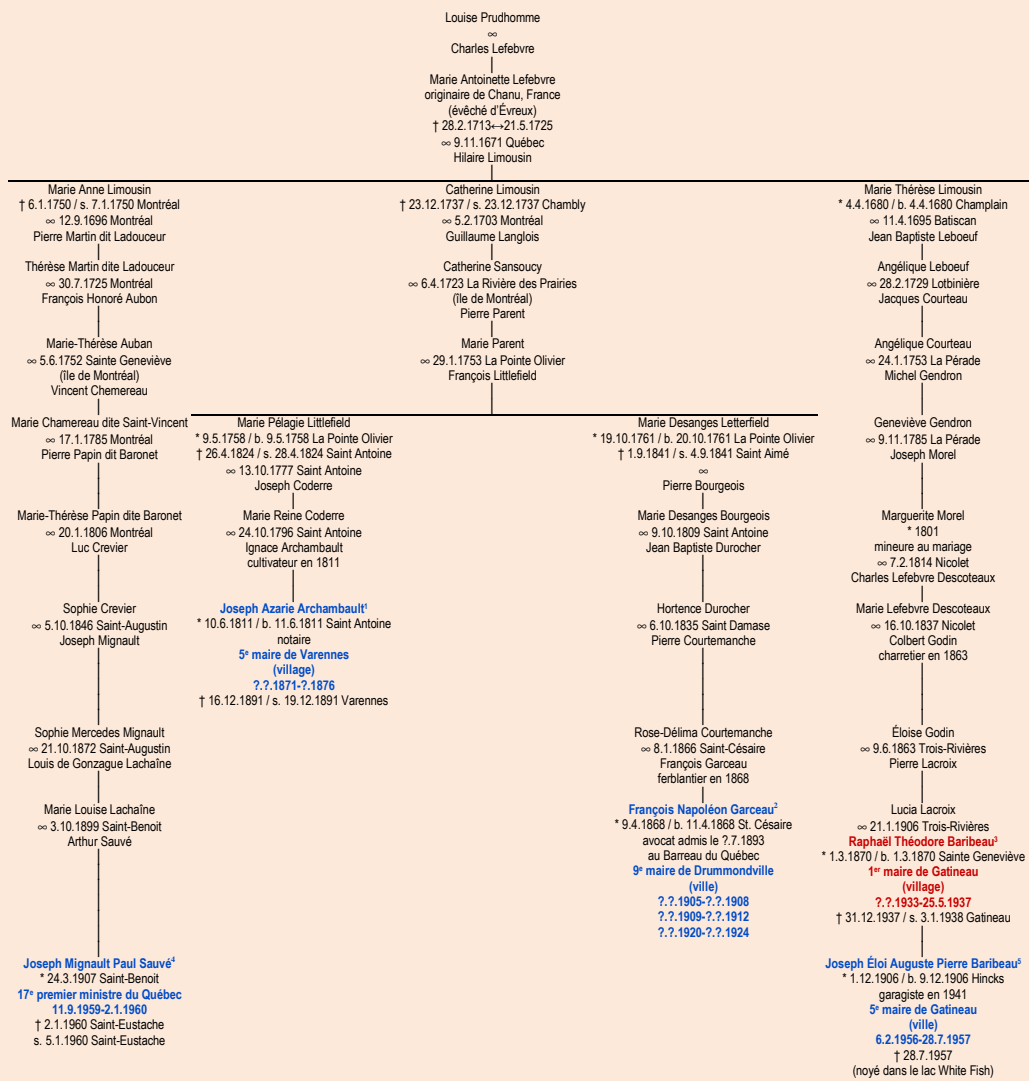 Louise Prudhomme
∞
Charles Lefebvre
Marie Antoinette Lefebvre
originaire de Chanu, France
(évêché d'Évreux)
† 28.2.1713↔21.5.1725
∞ 9.11.1671 Québec
Hilaire Limousin
Marie Anne Limousin
† 6.1.1750 / s. 7.1.1750 Montréal
∞ 12.9.1696 Montréal
Pierre Martin dit Ladouceur
Thérèse Martin dite Ladouceur
∞ 30.7.1725 Montréal
François Honoré Aubon
Marie-Thérèse Auban
∞ 5.6.1752 Sainte Geneviève
(île de Montréal)
Vincent Chemereau
Marie Chamereau dite Saint-Vincent
∞ 17.1.1785 Montréal
Pierre Papin dit Baronet
Marie-Thérèse Papin dite Baronet
∞ 20.1.1806 Montréal
Luc Crevier
Sophie Crevier
∞ 5.10.1846 Saint-Augustin
Joseph Mignault
Sophie Mercedes Mignault
∞ 21.10.1872 Saint-Augustin
Louis de Gonzague Lachaîne
Marie Louise Lachaîne
∞ 3.10.1899 Saint-Benoit
Arthur Sauvé
Joseph Mignault Paul Sauvé⁴
* 24.3.1907 Saint-Benoit
17ᵉ premier ministre du Québec
11.9.1959-2.1.1960
† 2.1.1960 Saint-Eustache
s. 5.1.1960 Saint-Eustache
Catherine Limousin
† 23.12.1737 / s. 23.12.1737 Chambly
∞ 5.2.1703 Montréal
Guillaume Langlois
Catherine Sansoucy
∞ 6.4.1723 La Rivière des Prairies
(île de Montréal)
Pierre Parent
Marie Parent
∞ 29.1.1753 La Pointe Olivier
François Littlefield
Marie Pélagie Littlefield
* 9.5.1758 / b. 9.5.1758 La Pointe Olivier
† 26.4.1824 / s. 28.4.1824 Saint Antoine
∞ 13.10.1777 Saint Antoine
Joseph Coderre
Marie Reine Coderre
∞ 24.10.1796 Saint Antoine
Ignace Archambault
cultivateur en 1811
Joseph Azarie Archambault¹
* 10.6.1811 / b. 11.6.1811 Saint Antoine
notaire
5ᵉ maire de Varennes
(village)
?.?.1871-?.1876
† 16.12.1891 / s. 19.12.1891 Varennes
Marie Desanges Letterfield
* 19.10.1761 / b. 20.10.1761 La Pointe Olivier
† 1.9.1841 / s. 4.9.1841 Saint Aimé
∞
Pierre Bourgeois
Marie Desanges Bourgeois
∞ 9.10.1809 Saint Antoine
Jean Baptiste Durocher
Hortence Durocher
∞ 6.10.1835 Saint Damase
Pierre Courtemanche
Rose-Délima Courtemanche
∞ 8.1.1866 Saint-Césaire
François Garceau
ferblantier en 1868
François Napoléon Garceau²
* 9.4.1868 / b. 11.4.1868 St. Césaire
avocat admis le ?.7.1893
au Barreau du Québec
9ᵉ maire de Drummondville
(ville)
?.?.1905-?.?.1908
?.?.1909-?.?.1912
?.?.1920-?.?.1924
Marie Thérèse Limousin
* 4.4.1680 / b. 4.4.1680 Champlain
∞ 11.4.1695 Batiscan
Jean Baptiste Leboeuf
Angélique Leboeuf
∞ 28.2.1729 Lotbinière
Jacques Courteau
Angélique Courteau
∞ 24.1.1753 La Pérade
Michel Gendron
Geneviève Gendron
∞ 9.11.1785 La Pérade
Joseph Morel
Marguerite Morel
* 1801
mineure au mariage
∞ 7.2.1814 Nicolet
Charles Lefebvre Descoteaux
Marie Lefebvre Descoteaux
∞ 16.10.1837 Nicolet
Colbert Godin
charretier en 1863
Éloise Godin
∞ 9.6.1863 Trois-Rivières
Pierre Lacroix
Lucia Lacroix
∞ 21.1.1906 Trois-Rivières
Raphaël Théodore Baribeau³
* 1.3.1870 / b. 1.3.1870 Sainte Geneviève
1ᵉʳ maire de Gatineau
(village)
?.?.1933-25.5.1937
† 31.12.1937 / s. 3.1.1938 Gatineau
Joseph Éloi Auguste Pierre Baribeau⁵
* 1.12.1906 / b. 9.12.1906 Hincks
garagiste en 1941
5ᵉ maire de Gatineau
(ville)
6.2.1956-28.7.1957
† 28.7.1957
(noyé dans le lac White Fish)